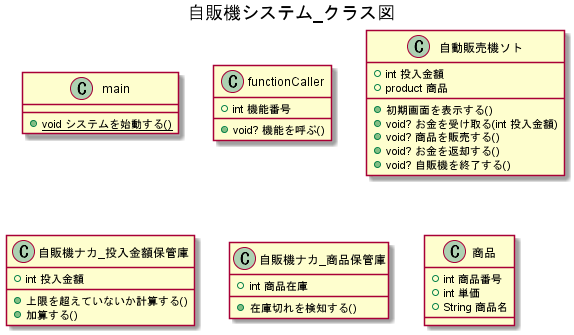 自販機システム_クラス図
C main
void システムを始動する()
C functionCaller
int 機能番号
void? 機能を呼ぶ()
C 自動販売機ソト
int 投入金額
product 商品
初期画面を表示する()
void? お金を受け取る(int 投入金額)
void? 商品を販売する()
void? お金を返却する()
void? 自販機を終了する()
C 自販機ナカ_投入金額保管庫
int 投入金額
上限を超えていないか計算する()
加算する()
C 自販機ナカ_商品保管庫
int 商品在庫
在庫切れを検知する()
C 商品
int 商品番号
int 単価
String 商品名